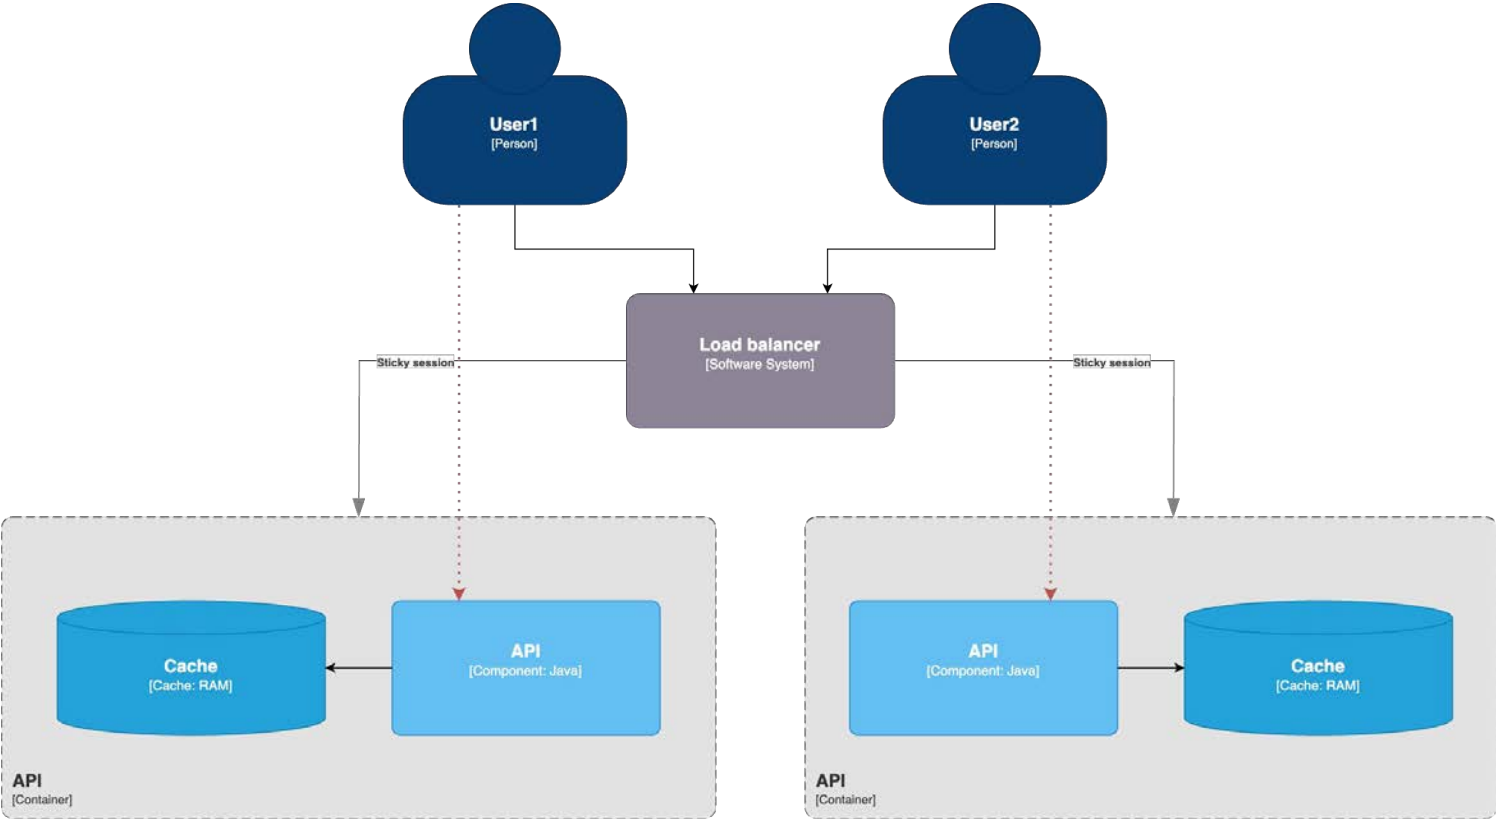 User1
[Person]
User2
[Person]
Load balancer
[Software System]
Sticky session
Sticky session
Cache
[Cache: RAM]
API
[Component: Java]
API
[Container]
API
[Component: Java]
Cache
[Cache: RAM]
API
[Container]